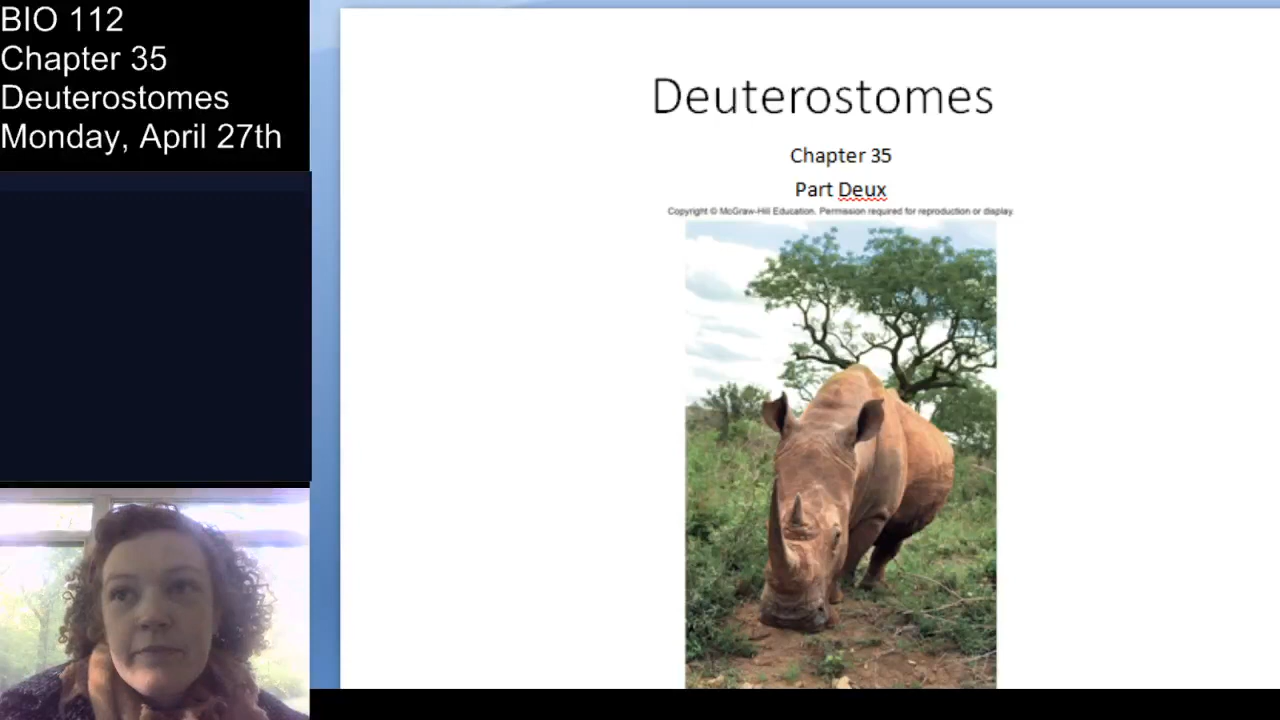 BIO 112
Chapter 35
Deuterostomes
Monday, April 27th
Deuterostomes
Chapter 35
Part Deux
Copyright © McGraw-Hill Education. Permission required for reproduction or display.